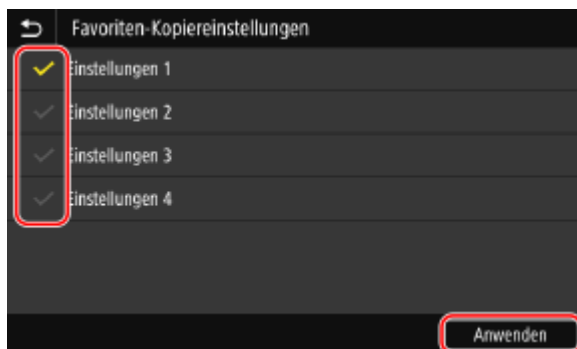 Favoriten-Kopiereinstellungen
Einstellungen 1
Einstellungen 2
Einstellungen 3
Einstellungen 4
Anwenden